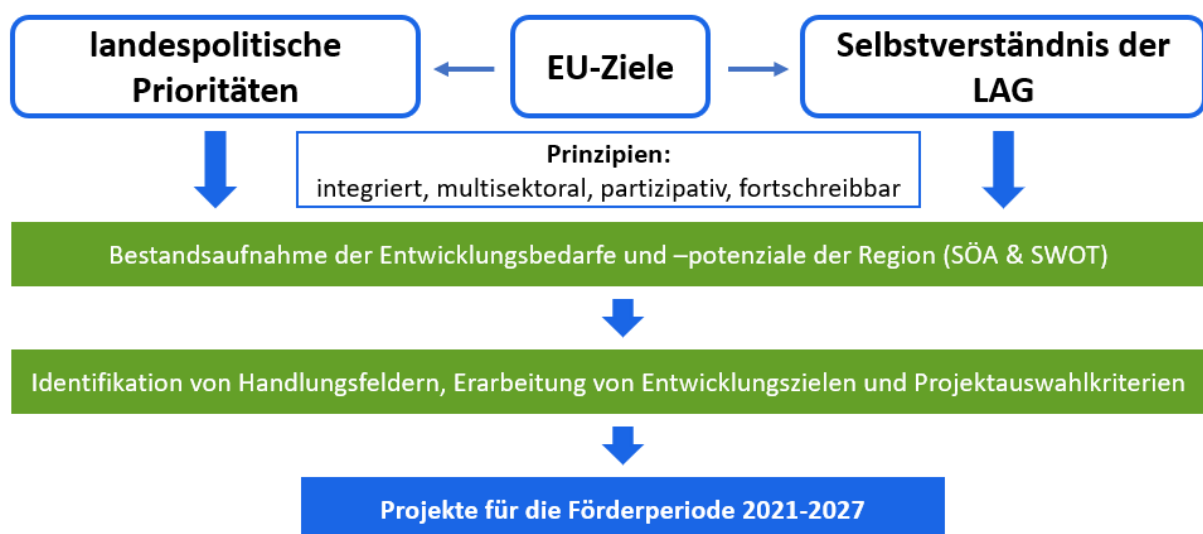 landespolitische
Prioritäten
EU-Ziele
Selbstverständnis der
LAG
Prinzipien:
integriert, multisektoral, partizipativ, fortschreibbar
Bestandsaufnahme der Entwicklungsbedarfe und –potenziale der Region (SÖA & SWOT)
Identifikation von Handlungsfeldern, Erarbeitung von Entwicklungszielen und Projektauswahlkriterien
Projekte für die Förderperiode 2021-2027